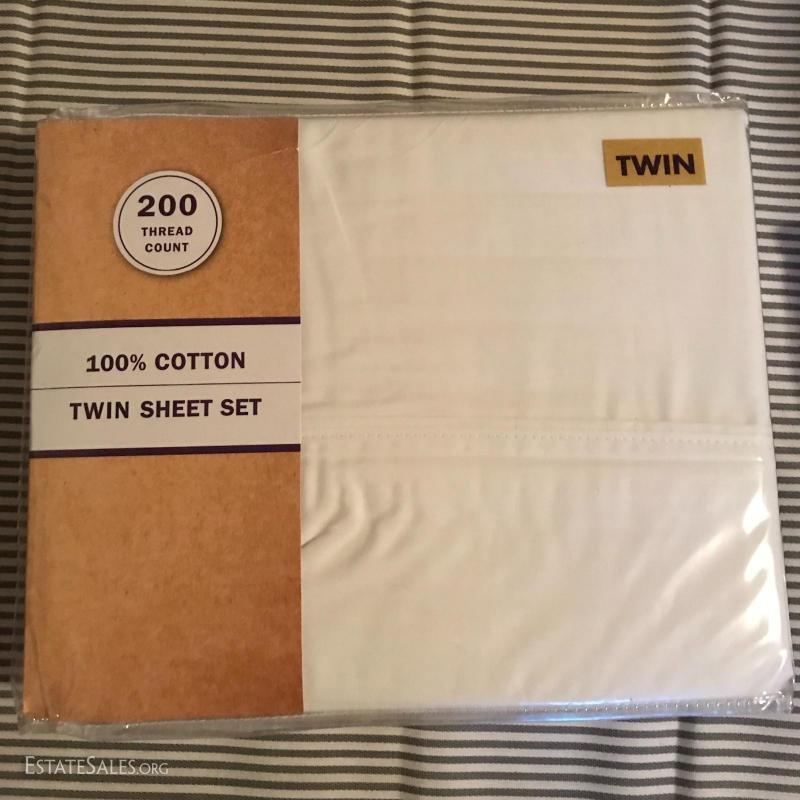 TWIN
200
THREAD
COUNT
100% COTTON
TWIN SHEET SET
ESTATESALES.ORG